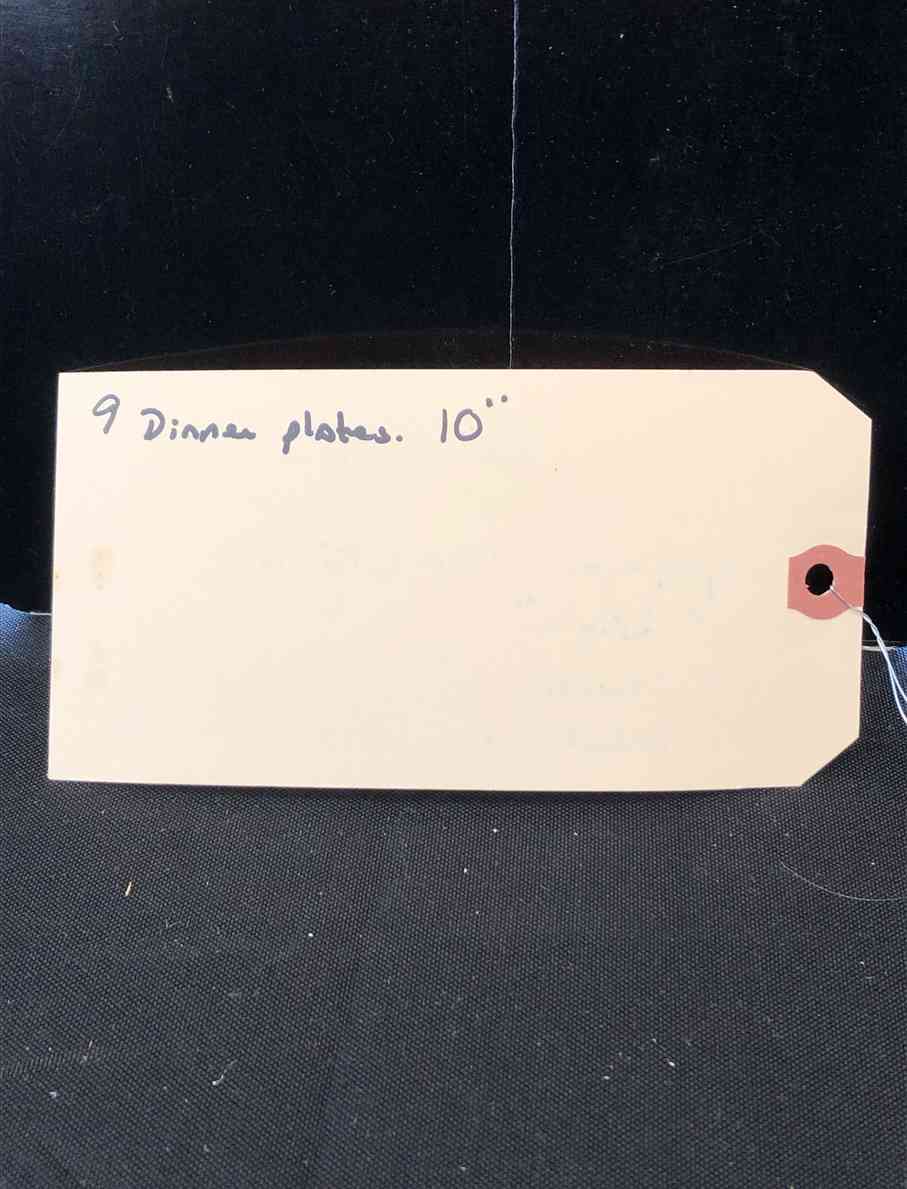 9 Dinner plates. 10"